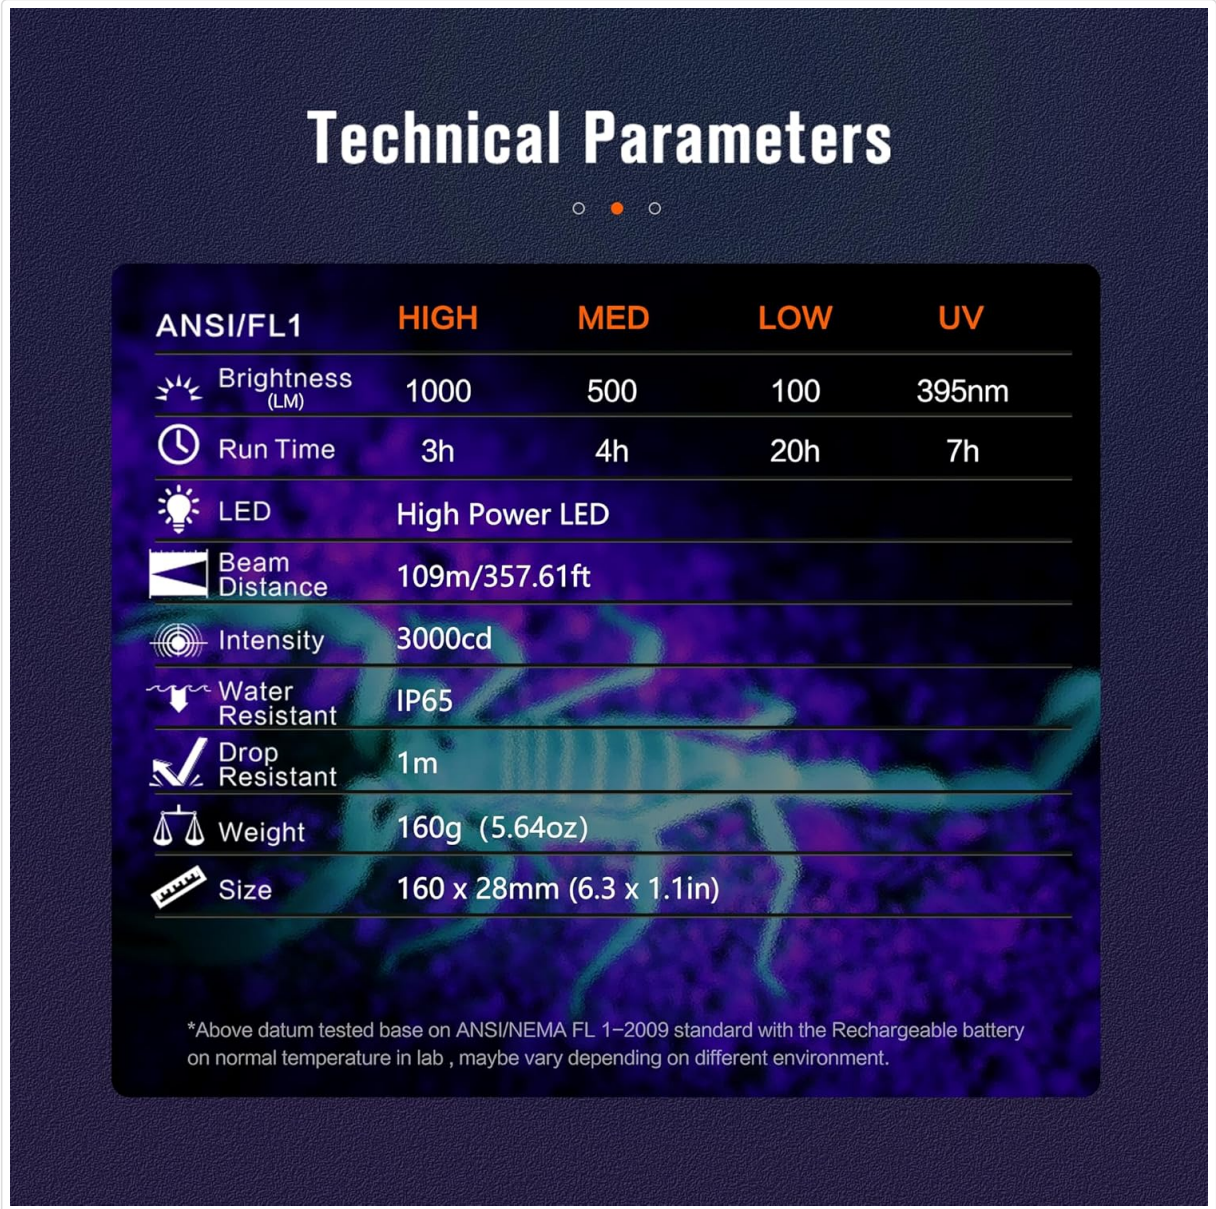 Technical Parameters
ANSI/FL1 HIGH MED LOW UV
Brightness (LM) 1000 500 100 395nm
Run Time 3h 4h 20h 7h
LED High Power LED
Beam Distance 109m/357.61ft
Intensity 3000cd
Water Resistant IP65
Drop Resistant 1m
Weight 160g (5.64oz)
Size 160 x 28mm (6.3 x 1.1in)
*Above datum tested base on ANSI/NEMA FL 1-2009 standard with the Rechargeable battery
on normal temperature in lab , maybe vary depending on different environment.